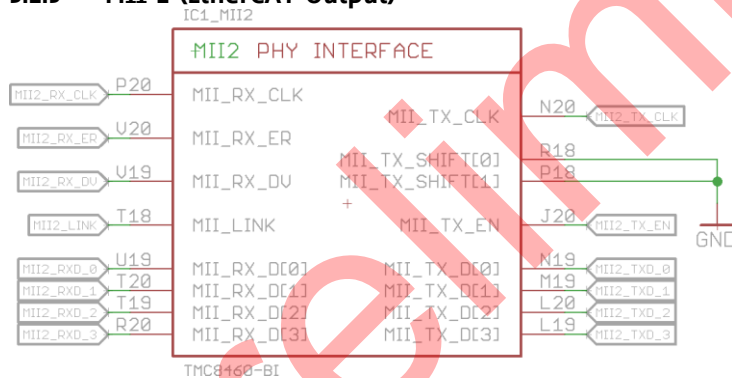 MII-2 (EtherCAT Output)
IC1_MII2
MII2 PHY INTERFACE
MII2_RX_CLK P20 MII_RX_CLK
MII_TX_CLK N20 MII2_TX_CLK
MII2_RX_ER V20 MII_RX_ER
MII_TX_SHIFT[0] R18
MII2_RX_DV V19 MII_RX_DV MII_TX_SHIFT[1] P18
MII2_LINK T18 MII_LINK MII_TX_EN J20 MII2_TX_EN
GND
MII2_RXD_0 U19 MII_RX_D[0] MII_TX_D[0] N19 MII2_TXD_0
MII2_RXD_1 T20 MII_RX_D[1] MII_TX_D[1] M19 MII2_TXD_1
MII2_RXD_2 T19 MII_RX_D[2] MII_TX_D[2] L20 MII2_TXD_2
MII2_RXD_3 R20 MII_RX_D[3] MII_TX_D[3] L19 MII2_TXD_3
TMC8460-BI